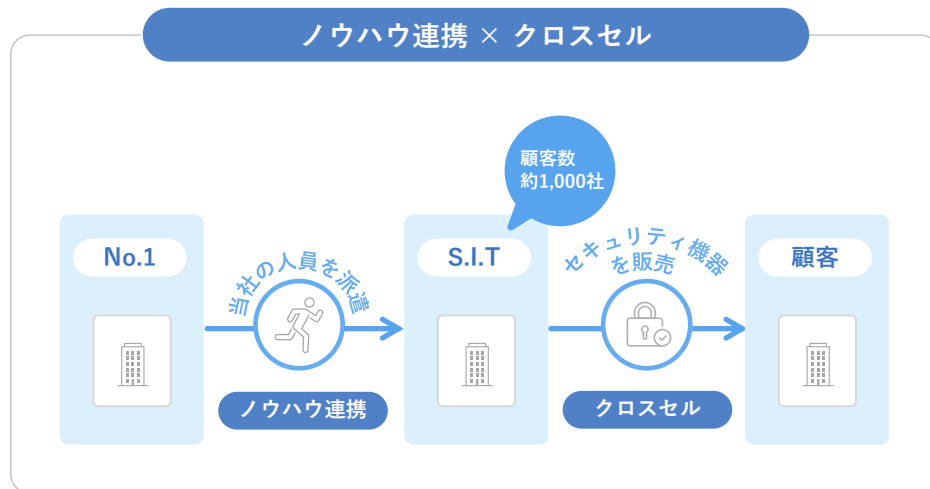 ノウハウ連携 × クロスセル
顧客数
約1,000社
No.1
当社の人員を派遣
ノウハウ連携
S.I.T
セキュリティ機器
を販売
クロスセル
顧客